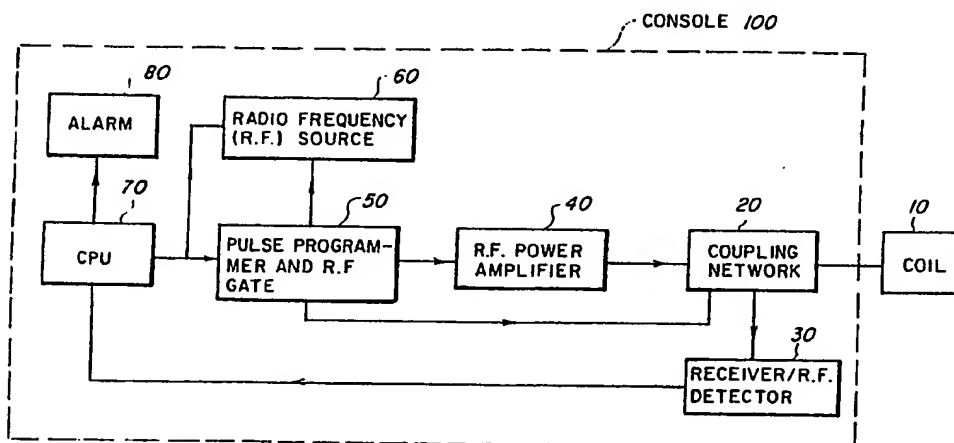 CONSOLE 100
80
ALARM
60
RADIO FREQUENCY
(R.F.) SOURCE
70
CPU
50
PULSE PROGRAM-
MER AND R.F
GATE
40
R.F. POWER
AMPLIFIER
20
COUPLING
NETWORK
10
COIL
30
RECEIVER/R.F.
DETECTOR